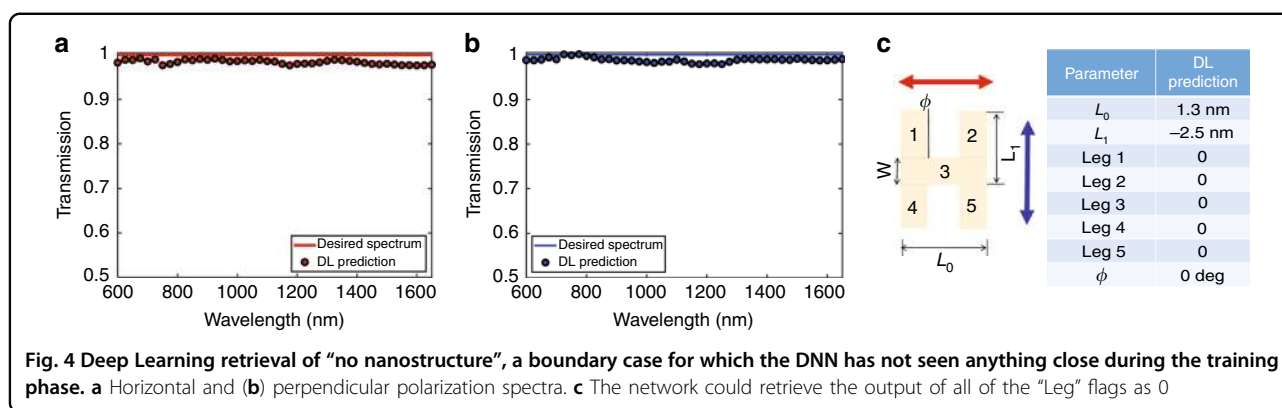 a
1
0.9
0.8
0.7
0.6
0.5
Transmission
Desired spectrum
DL prediction
600 800 1000 1200 1400 1600
Wavelength (nm)
b
1
0.9
0.8
0.7
0.6
0.5
Transmission
Desired spectrum
DL prediction
600 800 1000 1200 1400 1600
Wavelength (nm)
c
ϕ
1 2
3
4 5
W
L₁
L₀
Parameter DL prediction
L₀ 1.3 nm
L₁ –2.5 nm
Leg 1 0
Leg 2 0
Leg 3 0
Leg 4 0
Leg 5 0
ϕ 0 deg
Fig. 4 Deep Learning retrieval of “no nanostructure”, a boundary case for which the DNN has not seen anything close during the training
phase. a Horizontal and (b) perpendicular polarization spectra. c The network could retrieve the output of all of the “Leg” flags as 0